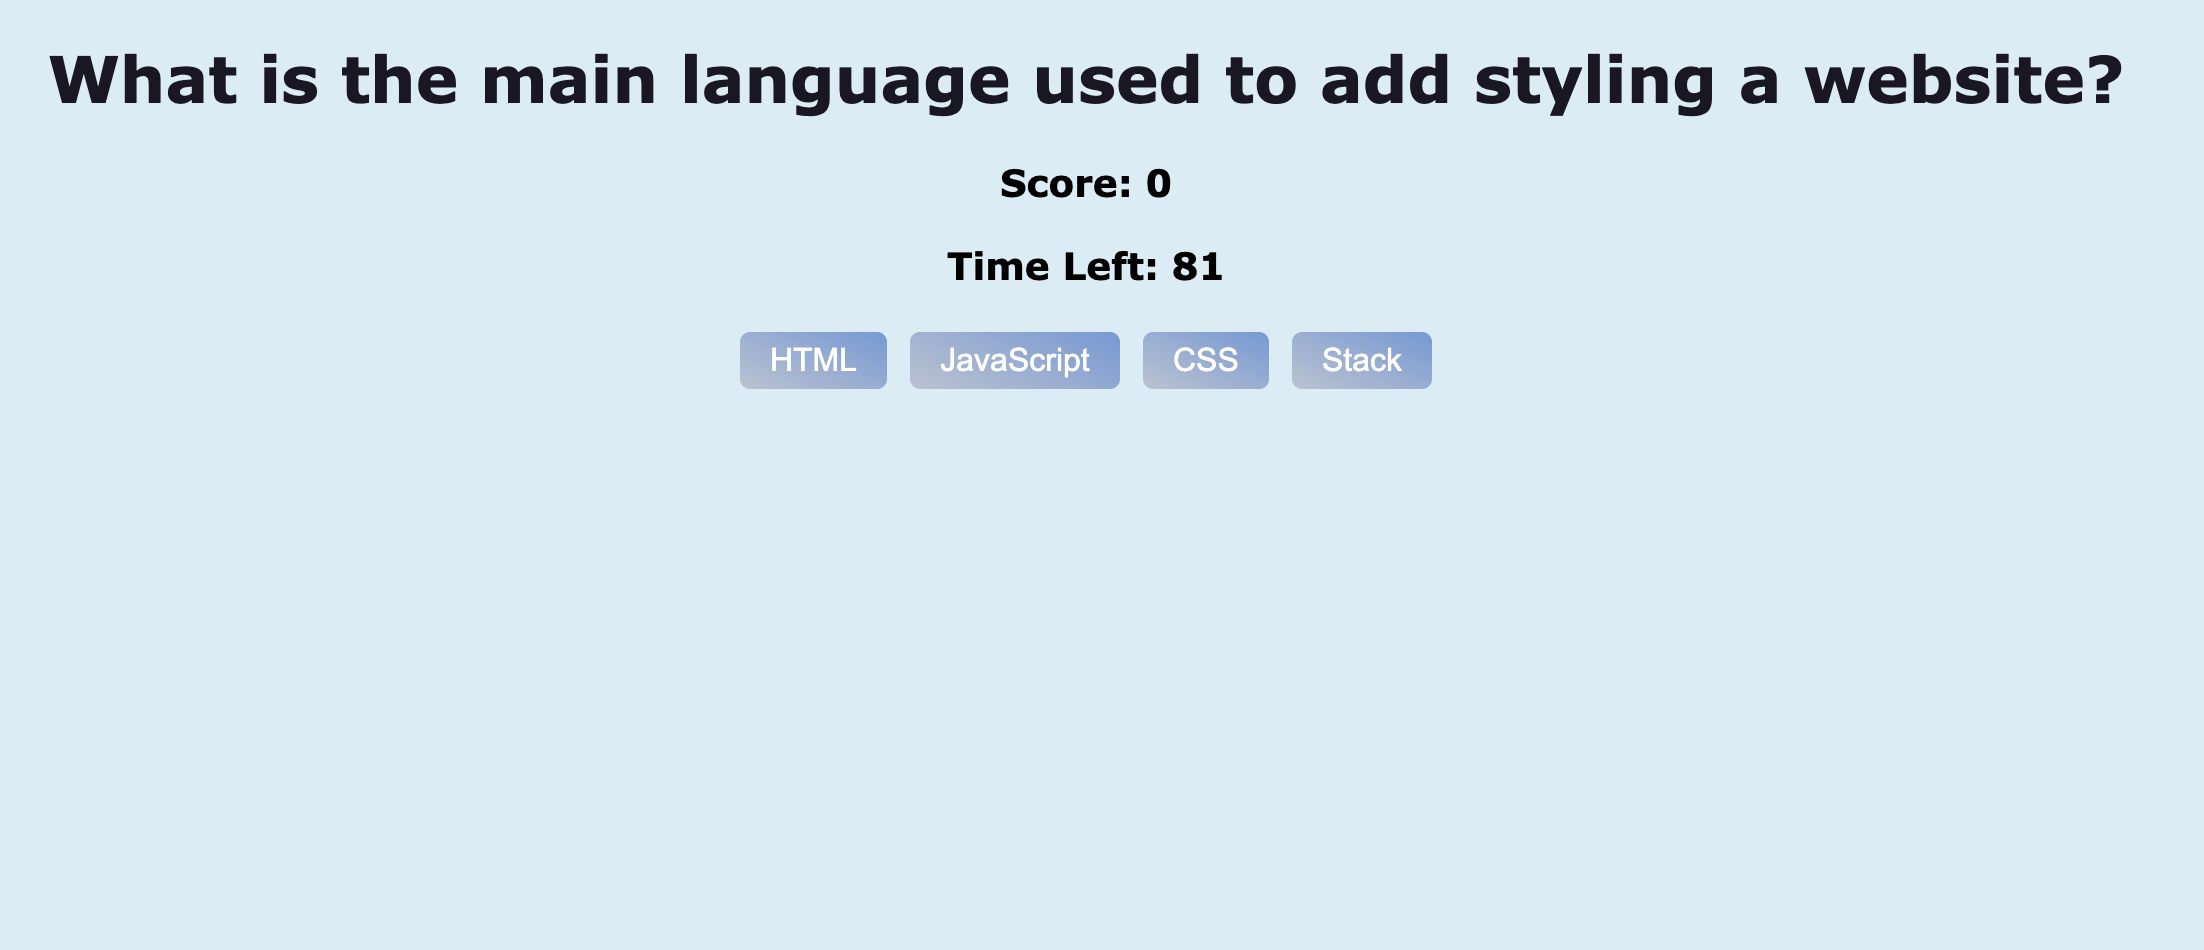 What is the main language used to add styling a website?
Score: 0
Time Left: 81
HTML JavaScript CSS Stack